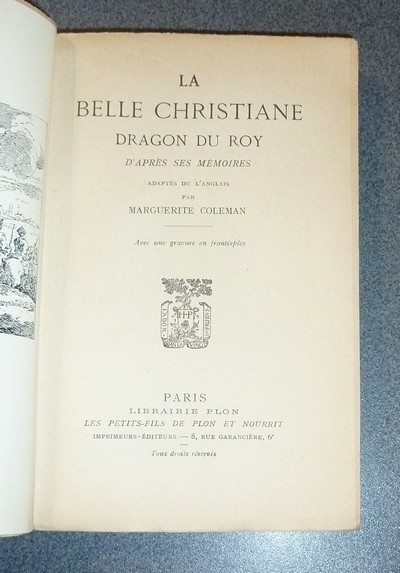 LA
BELLE CHRISTIANE
DRAGON DU ROY
D'APRÈS SES MÉMOIRES
ADAPTÉS DE L'ANGLAIS
PAR
MARGUERITE COLEMAN
Avec une gravure en frontispice
LABOR
H·P
PARIS
LIBRAIRIE PLON
LES PETITS-FILS DE PLON ET NOURRIT
IMPRIMEURS-ÉDITEURS — 8, RUE GARANCIÈRE, 6e
Tous droits réservés